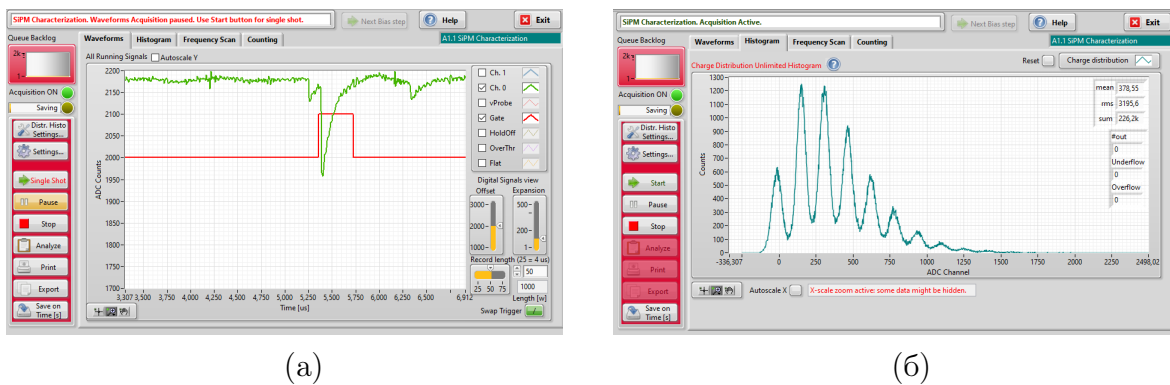 SiPM Characterization. Waveforms Acquisition paused. Use Start button for single shot.
Next Bias step
Help
Exit
Queue Backlog
Waveforms
Histogram
Frequency Scan
Counting
A1.1 SiPM Characterization
2k
1
Acquisition ON
Saving
Distr. Histo
Settings...
Settings...
Single Shot
Pause
Stop
Analyze
Print
Export
Save on
Time [s]
All Running Signals
Autoscale Y
ADC Counts
2200
2150
2100
2050
2000
1950
1900
1850
1800
1750
1700
3,307 3,500 3,750 4,000 4,250 4,500 4,750 5,000 5,250 5,500 5,750 6,000 6,250 6,500 6,912
Time [us]
Ch. 1
Ch. 0
vProbe
Gate
HoldOff
OverThr
Flat
Digital Signals view
Offset
Expansion
3000
2000
1000
500
200
1
Record length (25 = 4 us)
25 50 75
50
1000
Length [w]
Swap Trigger
(а)
SiPM Characterization. Acquisition Active.
Next Bias step
Help
Exit
Queue Backlog
Waveforms
Histogram
Frequency Scan
Counting
A1.1 SiPM Characterization
2k
1
Acquisition ON
Saving
Distr. Histo
Settings...
Settings...
Start
Pause
Stop
Analyze
Print
Export
Save on
Time [s]
Charge Distribution Unlimited Histogram
Reset
Charge distribution
Counts
1300
1200
1100
1000
900
800
700
600
500
400
300
200
100
0
-336,307 0 250 500 750 1000 1250 1500 1750 2000 2250 2498,02
ADC Channel
mean 378,55
rms 3195,6
sum 226,2k
#out
0
Underflow
0
Overflow
0
Autoscale X
X-scale zoom active: some data might be hidden.
(б)